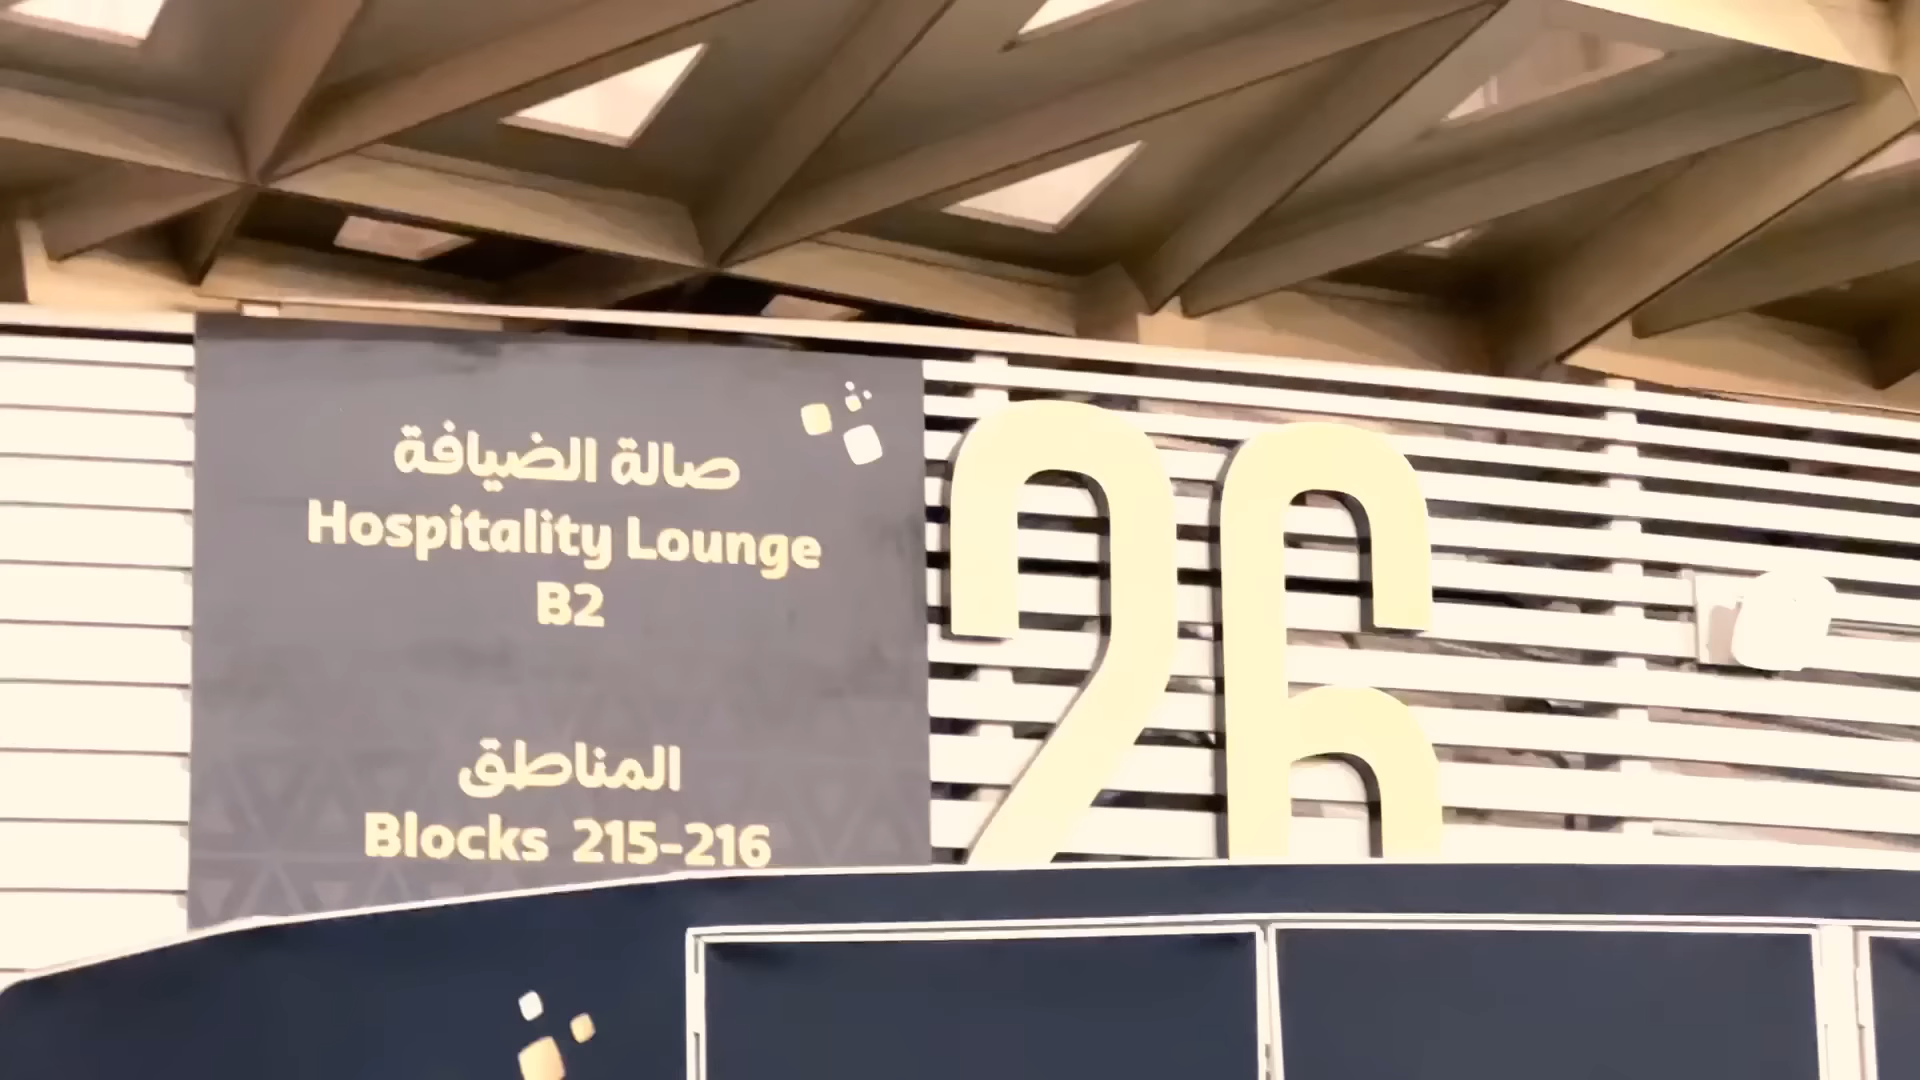 صالة الضيافة
Hospitality Lounge
B2
المناطق
Blocks 215-216
26